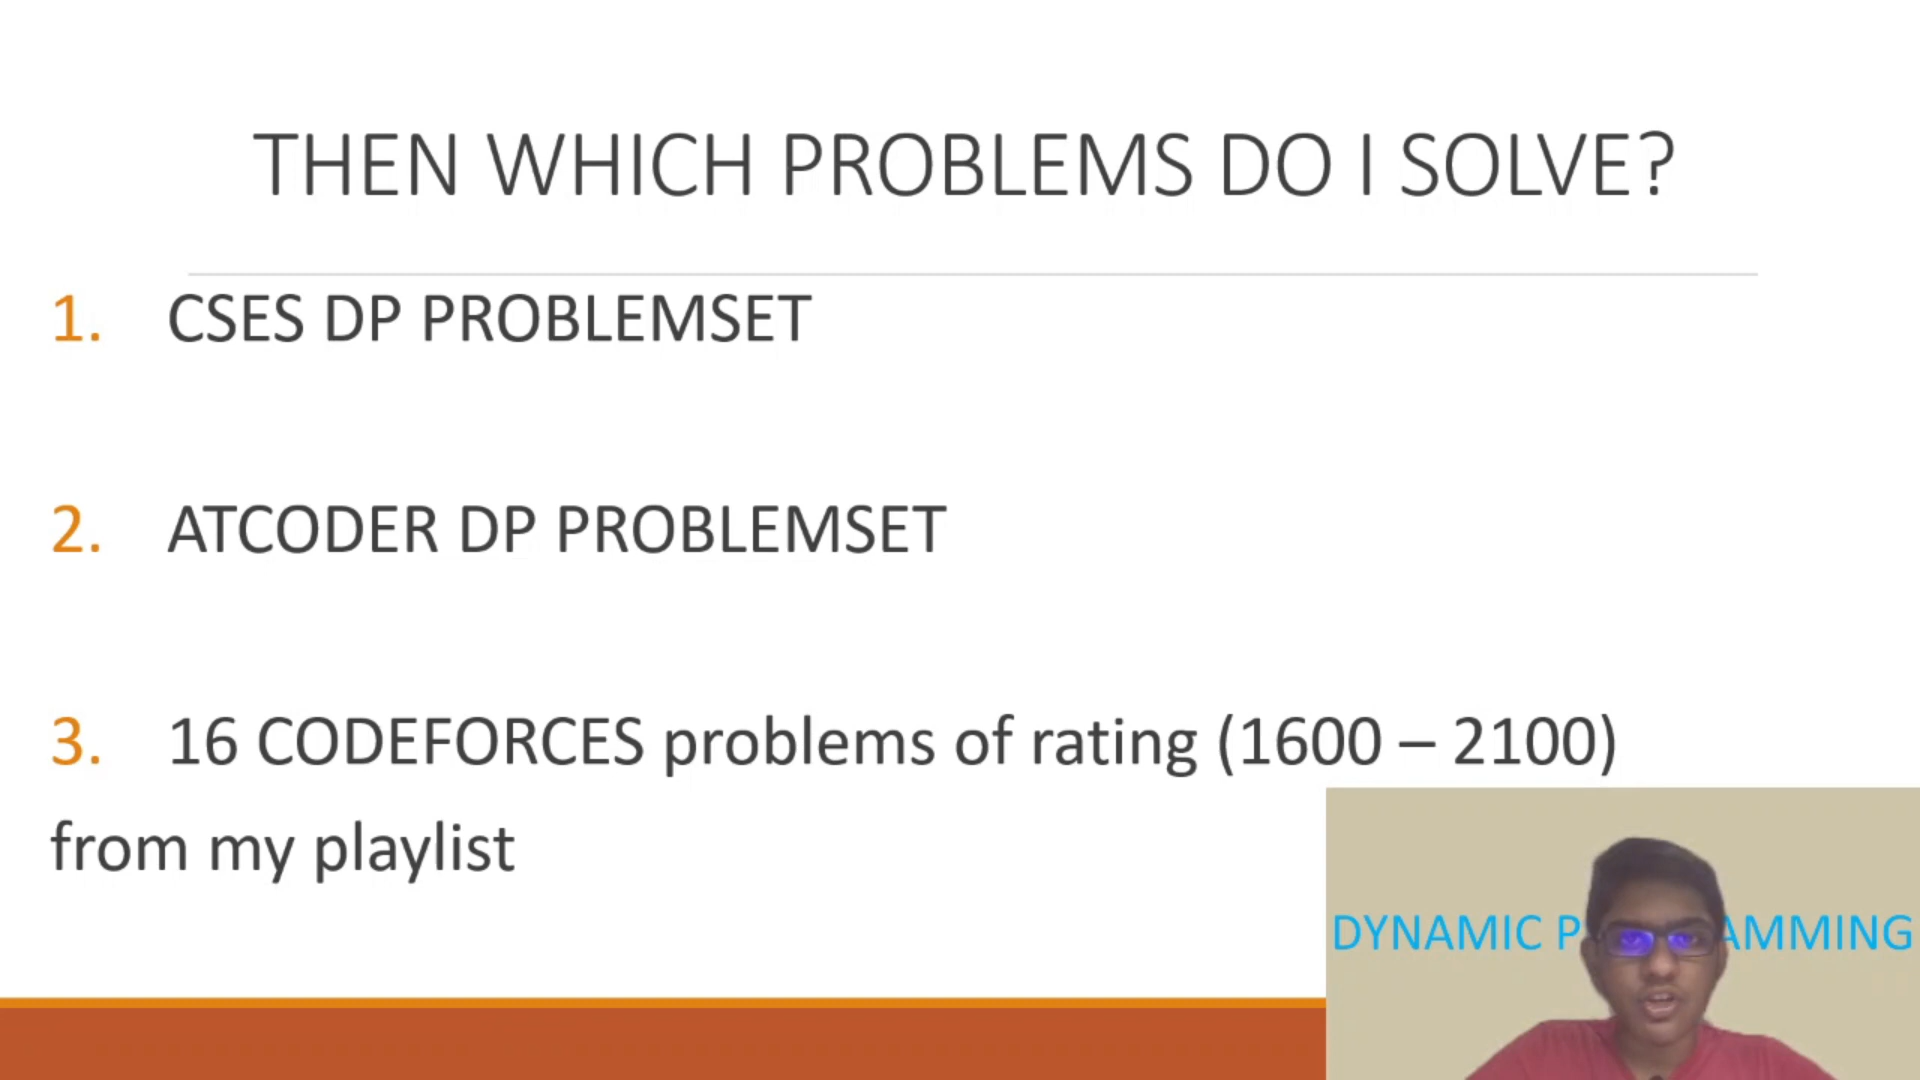 THEN WHICH PROBLEMS DO I SOLVE?
1. CSES DP PROBLEMSET
2. ATCODER DP PROBLEMSET
3. 16 CODEFORCES problems of rating (1600 – 2100)
from my playlist
DYNAMIC P AMMING